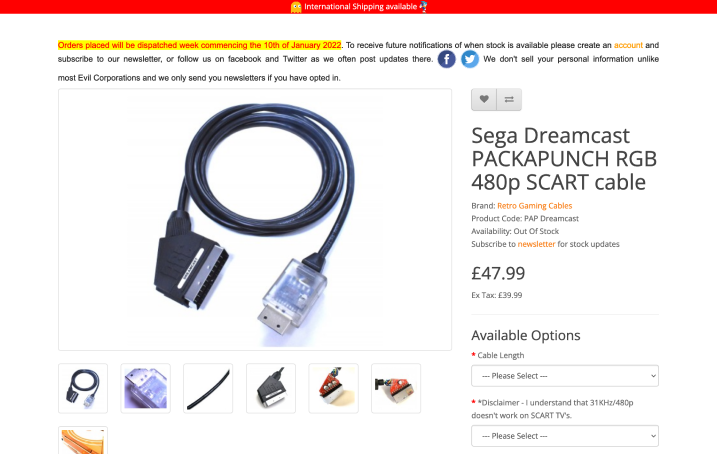 International Shipping available
Orders placed will be dispatched week commencing the 10th of January 2022. To receive future notifications of when stock is available please create an account and
subscribe to our newsletter, or follow us on facebook and Twitter as we often post updates there. We don't sell your personal information unlike
most Evil Corporations and we only send you newsletters if you have opted in.
Sega Dreamcast
PACKAPUNCH RGB
480p SCART cable
Brand: Retro Gaming Cables
Product Code: PAP Dreamcast
Availability: Out Of Stock
Subscribe to newsletter for stock updates
£47.99
Ex Tax: £39.99
Available Options
* Cable Length
--- Please Select ---
* *Disclaimer - I understand that 31KHz/480p
doesn't work on SCART TV's.
--- Please Select ---